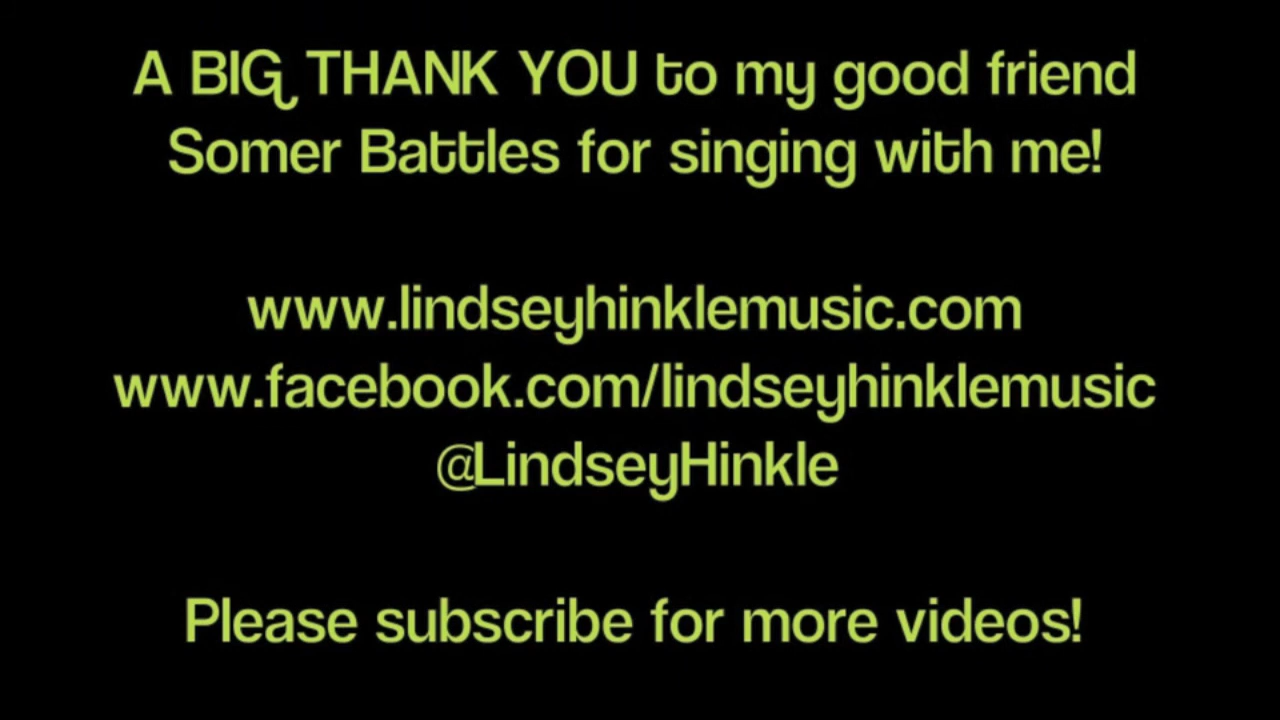 A BIG THANK YOU to my good friend
Somer Battles for singing with me!
www.lindseyhinklemusic.com
www.facebook.com/lindseyhinklemusic
@LindseyHinkle
Please subscribe for more videos!